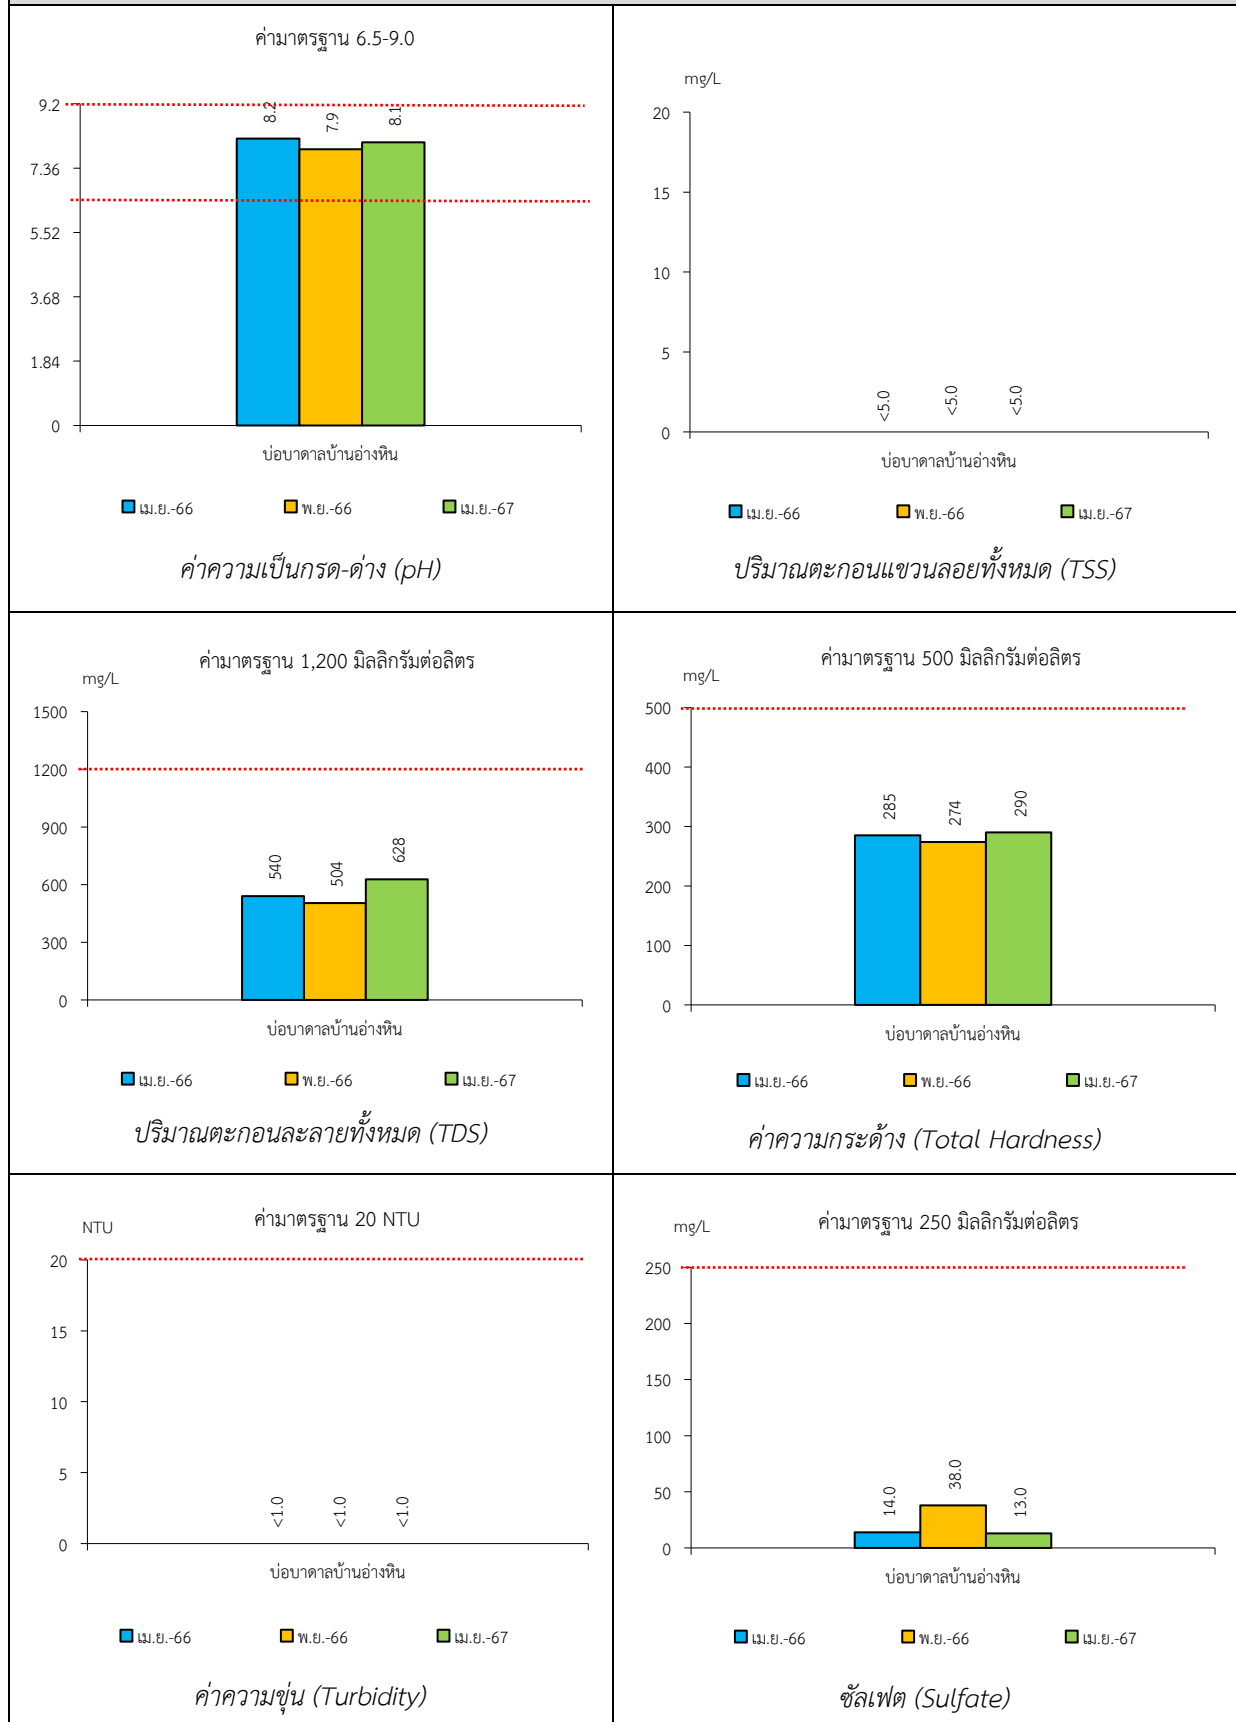 ค่ามาตรฐาน 6.5-9.0
9.2
7.36
5.52
3.68
1.84
0
8.2
7.9
8.1
บ่อบาดาลบ้านอ่างหิน
เม.ย.-66 พ.ย.-66 เม.ย.-67
ค่าความเป็นกรด-ด่าง (pH)
mg/L
20
15
10
5
0
<5.0
<5.0
<5.0
บ่อบาดาลบ้านอ่างหิน
เม.ย.-66 พ.ย.-66 เม.ย.-67
ปริมาณตะกอนแขวนลอยทั้งหมด (TSS)
ค่ามาตรฐาน 1,200 มิลลิกรัมต่อลิตร
mg/L
1500
1200
900
600
300
0
540
504
628
บ่อบาดาลบ้านอ่างหิน
เม.ย.-66 พ.ย.-66 เม.ย.-67
ปริมาณตะกอนละลายทั้งหมด (TDS)
ค่ามาตรฐาน 500 มิลลิกรัมต่อลิตร
mg/L
500
400
300
200
100
0
285
274
290
บ่อบาดาลบ้านอ่างหิน
เม.ย.-66 พ.ย.-66 เม.ย.-67
ค่าความกระด้าง (Total Hardness)
ค่ามาตรฐาน 20 NTU
NTU
20
15
10
5
0
<1.0
<1.0
<1.0
บ่อบาดาลบ้านอ่างหิน
เม.ย.-66 พ.ย.-66 เม.ย.-67
ค่าความขุ่น (Turbidity)
ค่ามาตรฐาน 250 มิลลิกรัมต่อลิตร
mg/L
250
200
150
100
50
0
14.0
38.0
13.0
บ่อบาดาลบ้านอ่างหิน
เม.ย.-66 พ.ย.-66 เม.ย.-67
ซัลเฟต (Sulfate)